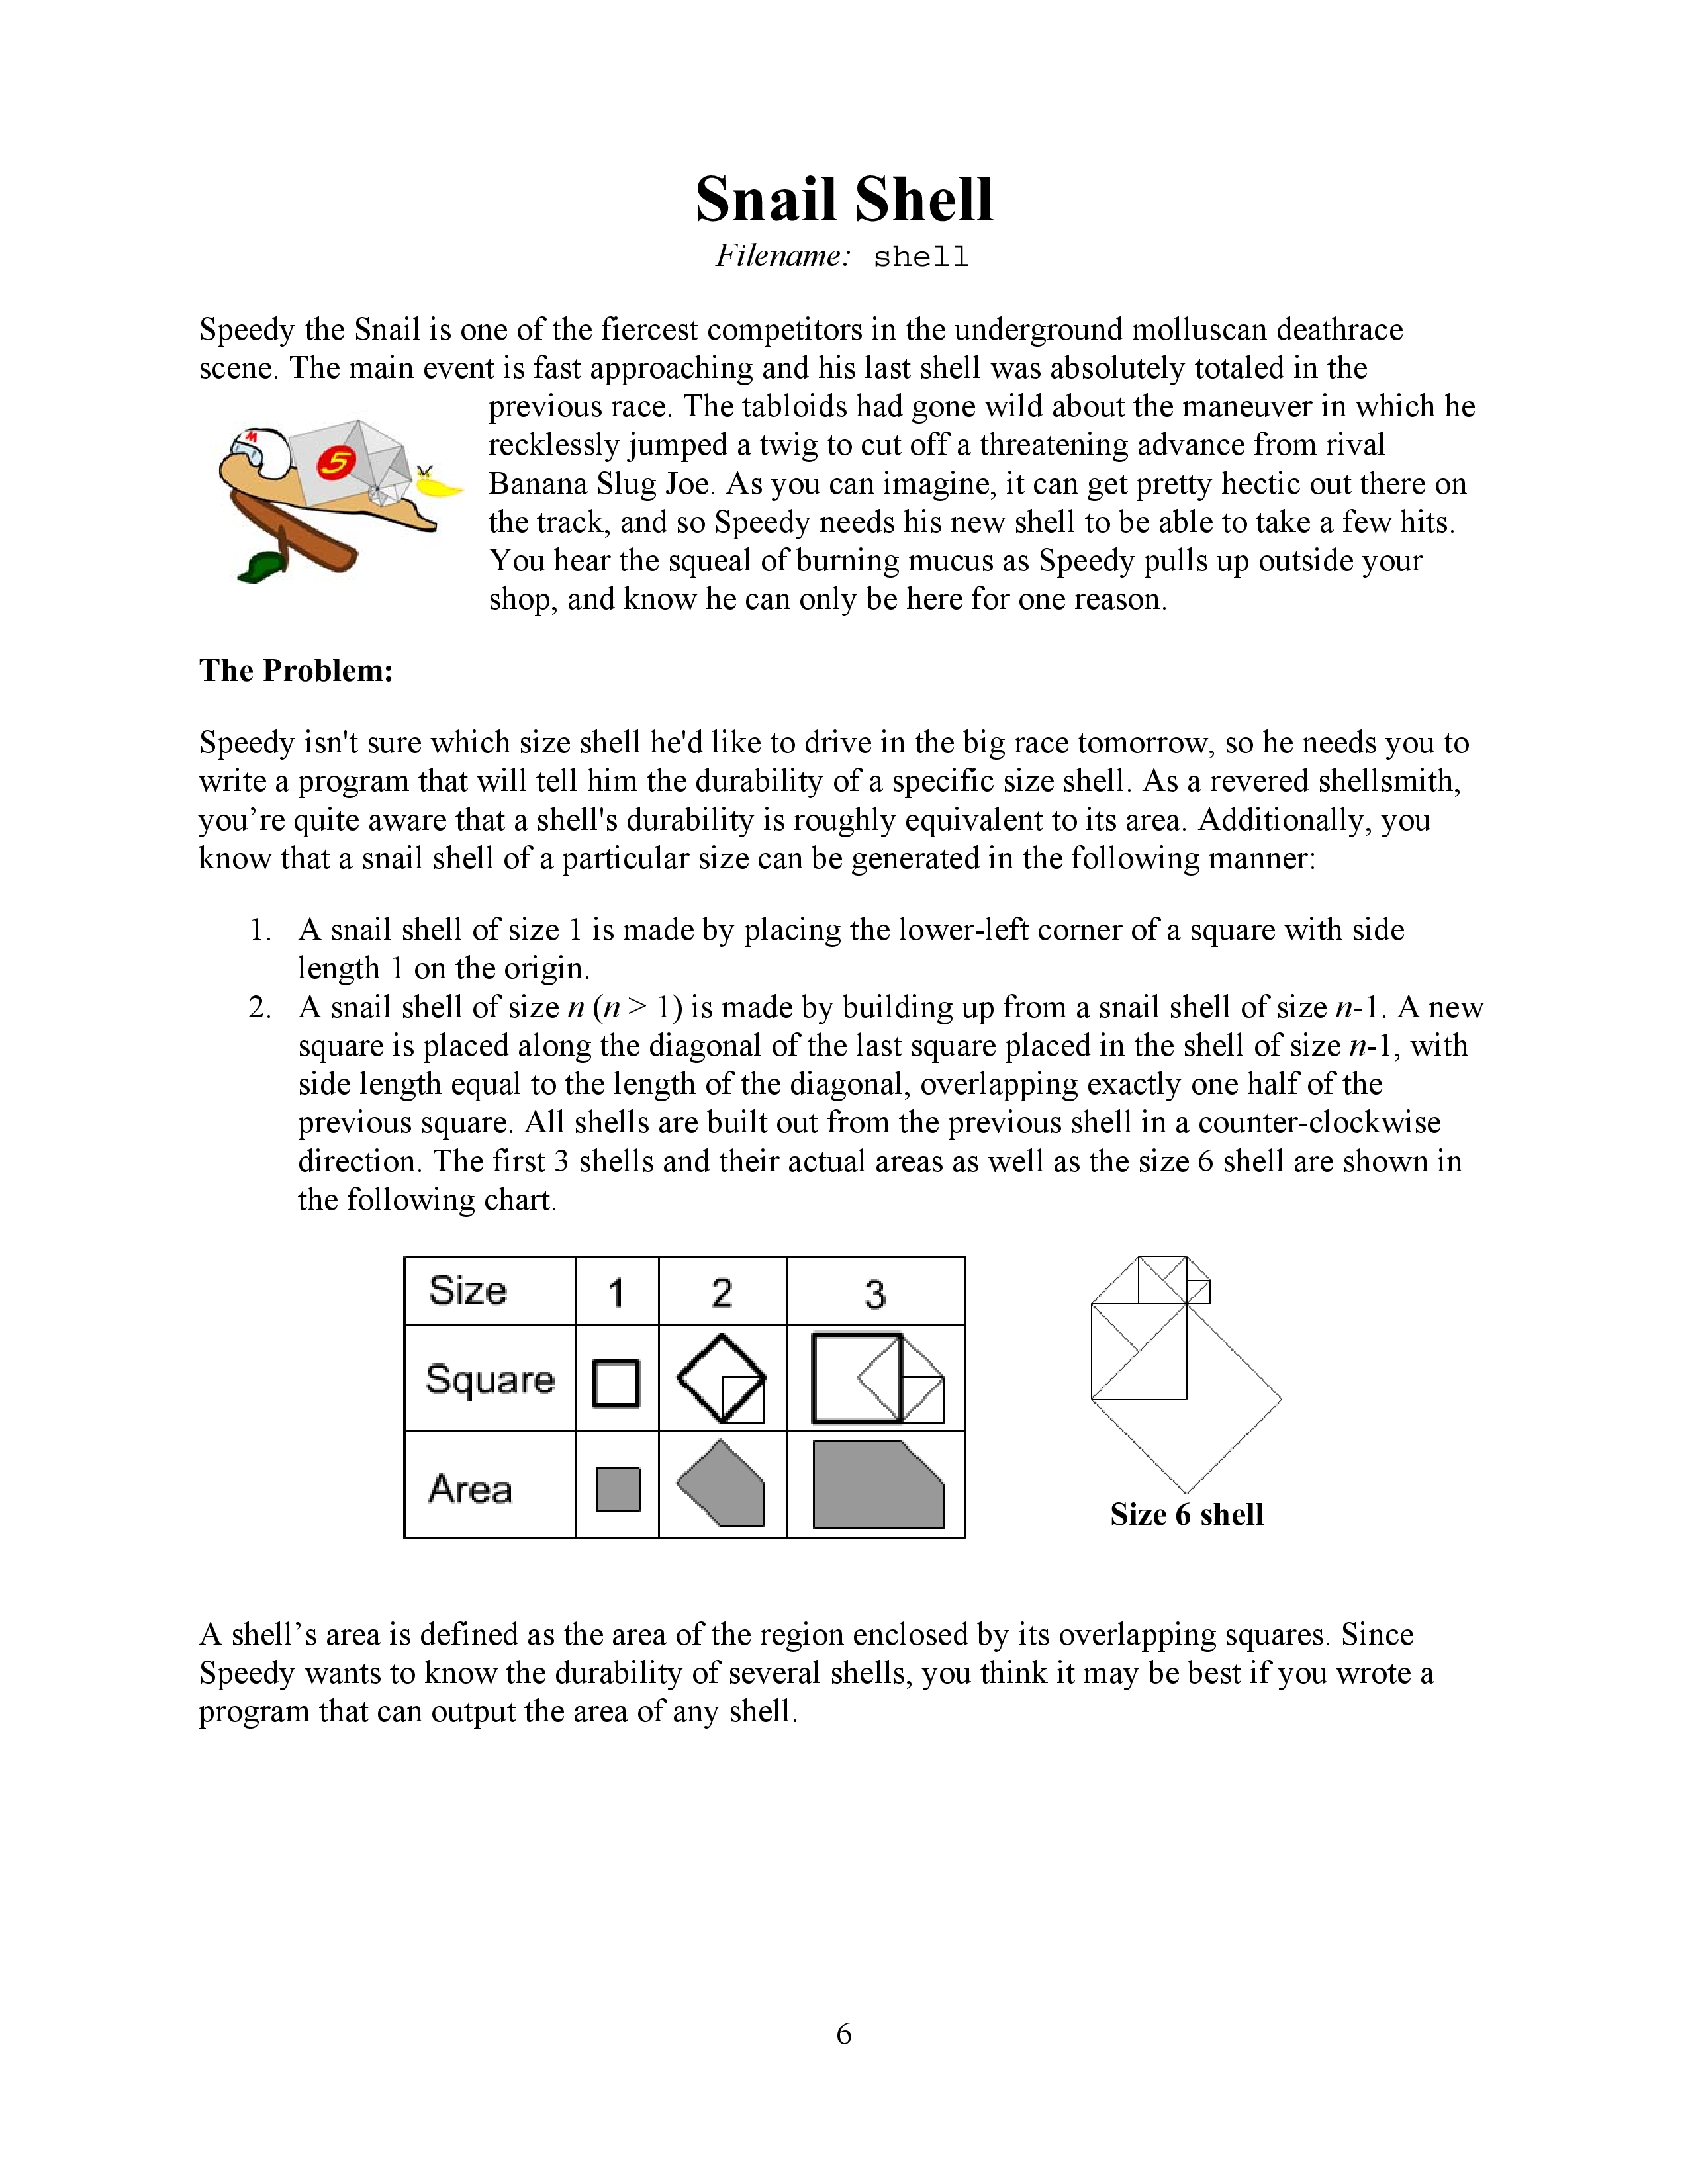 Snail Shell
Filename: shell
Speedy the Snail is one of the fiercest competitors in the underground molluscan deathrace
scene. The main event is fast approaching and his last shell was absolutely totaled in the
previous race. The tabloids had gone wild about the maneuver in which he
recklessly jumped a twig to cut off a threatening advance from rival
Banana Slug Joe. As you can imagine, it can get pretty hectic out there on
the track, and so Speedy needs his new shell to be able to take a few hits.
You hear the squeal of burning mucus as Speedy pulls up outside your
shop, and know he can only be here for one reason.
M
5
The Problem:
Speedy isn't sure which size shell he'd like to drive in the big race tomorrow, so he needs you to
write a program that will tell him the durability of a specific size shell. As a revered shellsmith,
you’re quite aware that a shell's durability is roughly equivalent to its area. Additionally, you
know that a snail shell of a particular size can be generated in the following manner:
1. A snail shell of size 1 is made by placing the lower-left corner of a square with side
length 1 on the origin.
2. A snail shell of size n (n > 1) is made by building up from a snail shell of size n-1. A new
square is placed along the diagonal of the last square placed in the shell of size n-1, with
side length equal to the length of the diagonal, overlapping exactly one half of the
previous square. All shells are built out from the previous shell in a counter-clockwise
direction. The first 3 shells and their actual areas as well as the size 6 shell are shown in
the following chart.
Size 1 2 3
Square
Area
Size 6 shell
A shell’s area is defined as the area of the region enclosed by its overlapping squares. Since
Speedy wants to know the durability of several shells, you think it may be best if you wrote a
program that can output the area of any shell.
6